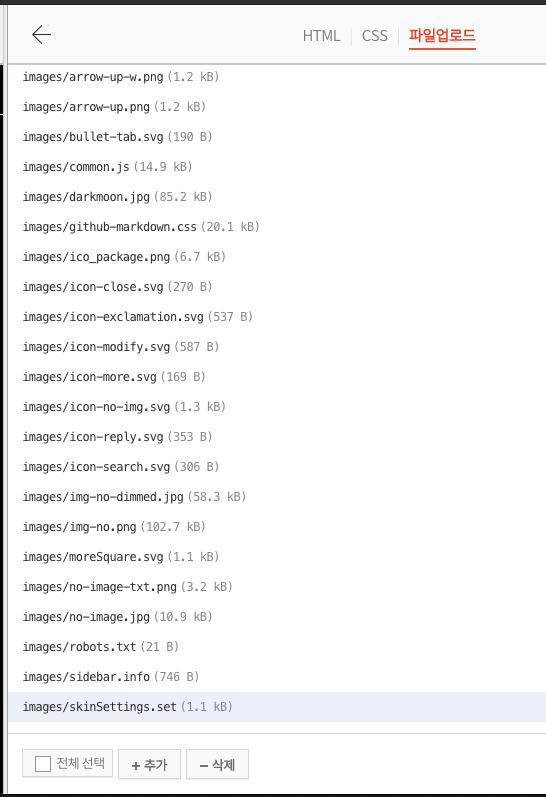 HTML CSS 파일업로드
images/arrow-up-w.png (1.2 kB)
images/arrow-up.png (1.2 kB)
images/bullet-tab.svg (190 B)
images/common.js (14.9 kB)
images/darkmoon.jpg (85.2 kB)
images/github-markdown.css (20.1 kB)
images/ico_package.png (6.7 kB)
images/icon-close.svg (270 B)
images/icon-exclamation.svg (537 B)
images/icon-modify.svg (587 B)
images/icon-more.svg (169 B)
images/icon-no-img.svg (1.3 kB)
images/icon-reply.svg (353 B)
images/icon-search.svg (306 B)
images/img-no-dimmed.jpg (58.3 kB)
images/img-no.png (102.7 kB)
images/moreSquare.svg (1.1 kB)
images/no-image-txt.png (3.2 kB)
images/no-image.jpg (10.9 kB)
images/robots.txt (21 B)
images/sidebar.info (746 B)
images/skinSettings.set (1.1 kB)
전체 선택 + 추가 − 삭제